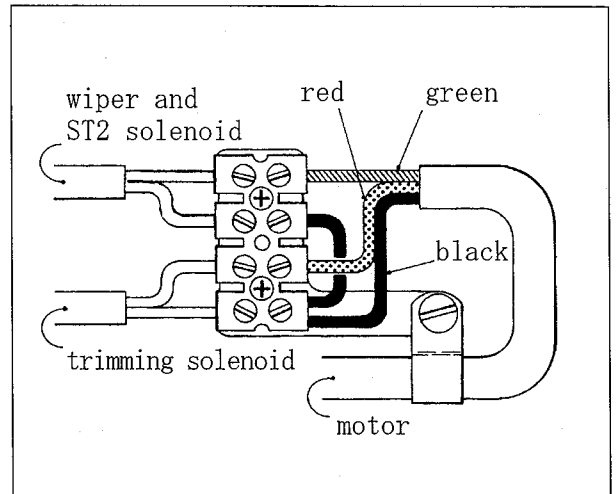 wiper and
ST2 solenoid
red
green
black
trimming solenoid
motor